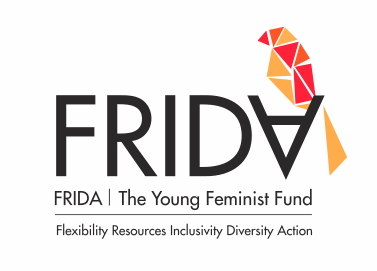 FRIDA
FRIDA | The Young Feminist Fund
Flexibility Resources Inclusivity Diversity Action